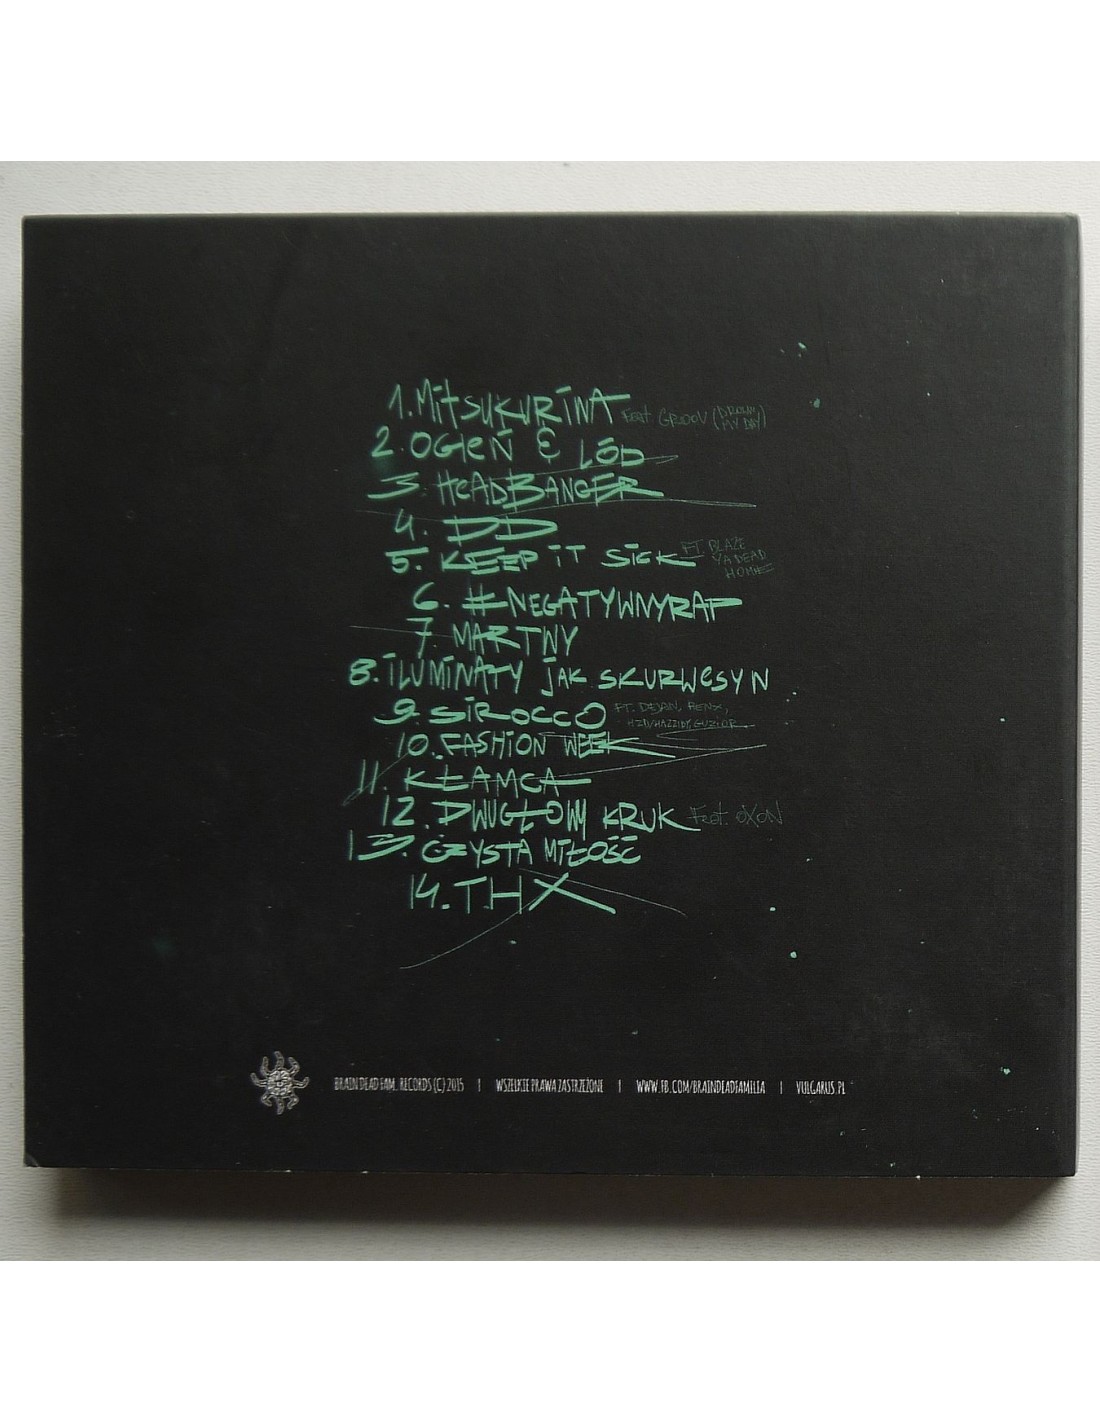 1. MitSUKURiNA Feat GROOV (DROWN MY DAY)
2. OGIEŃ & LÓD
3. HeADBANGER
4. DD
5. KEEP iT SiCK FT. BLAZE YA DEAD HOMIE
6. #NEGATYWNYRAP
7. MARTWY
8. iLUMiNATY jAK SKURWeSYN
9. SiROCCO FT. PENX, GUZIOR
10. FASHiON WEEK
11. KŁAMCA
12. DWUGŁOWY KRUK Feat. OXON
13. CZYSTA MiŁOŚĆ
14. THX
BRAIN DEAD FAM. RECORDS (C) 2015 | WSZELKIE PRAWA ZASTRZEŻONE | WWW.FB.COM/BRAINDEADFAMILIA | VULGARUS.PL